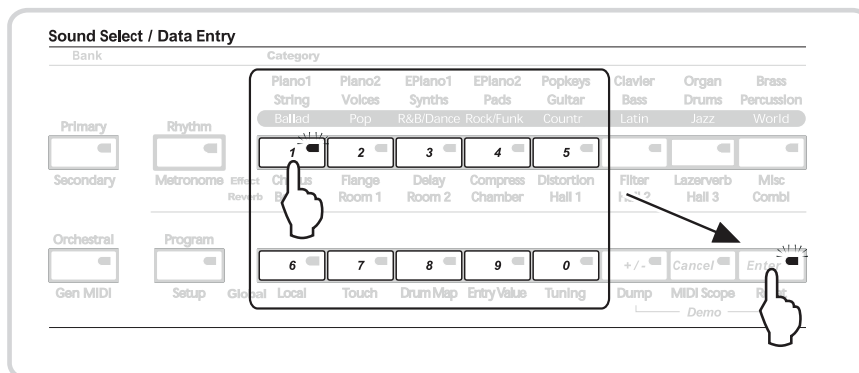 Sound Select / Data Entry
Bank Category
Piano1 Piano2 EPiano1 EPiano2 Popkeys Clavier Organ Brass
String Voices Synths Pads Guitar Bass Drums Percussion
Ballad Pop R&B/Dance Rock/Funk Countr Latin Jazz World
Primary Rhythm
1 2 3 4 5
Secondary Metronome Effect Flange Delay Compress Distortion Filter Lazerverb Misc
Reverb Room 1 Room 2 Chamber Hall 1 Hall 3 Combi
Orchestral Program
6 7 8 9 0 +/- Cancel Enter
Gen MIDI Setup Global Local Touch Drum Map Entry Value Tuning Dump MIDI Scope
Demo